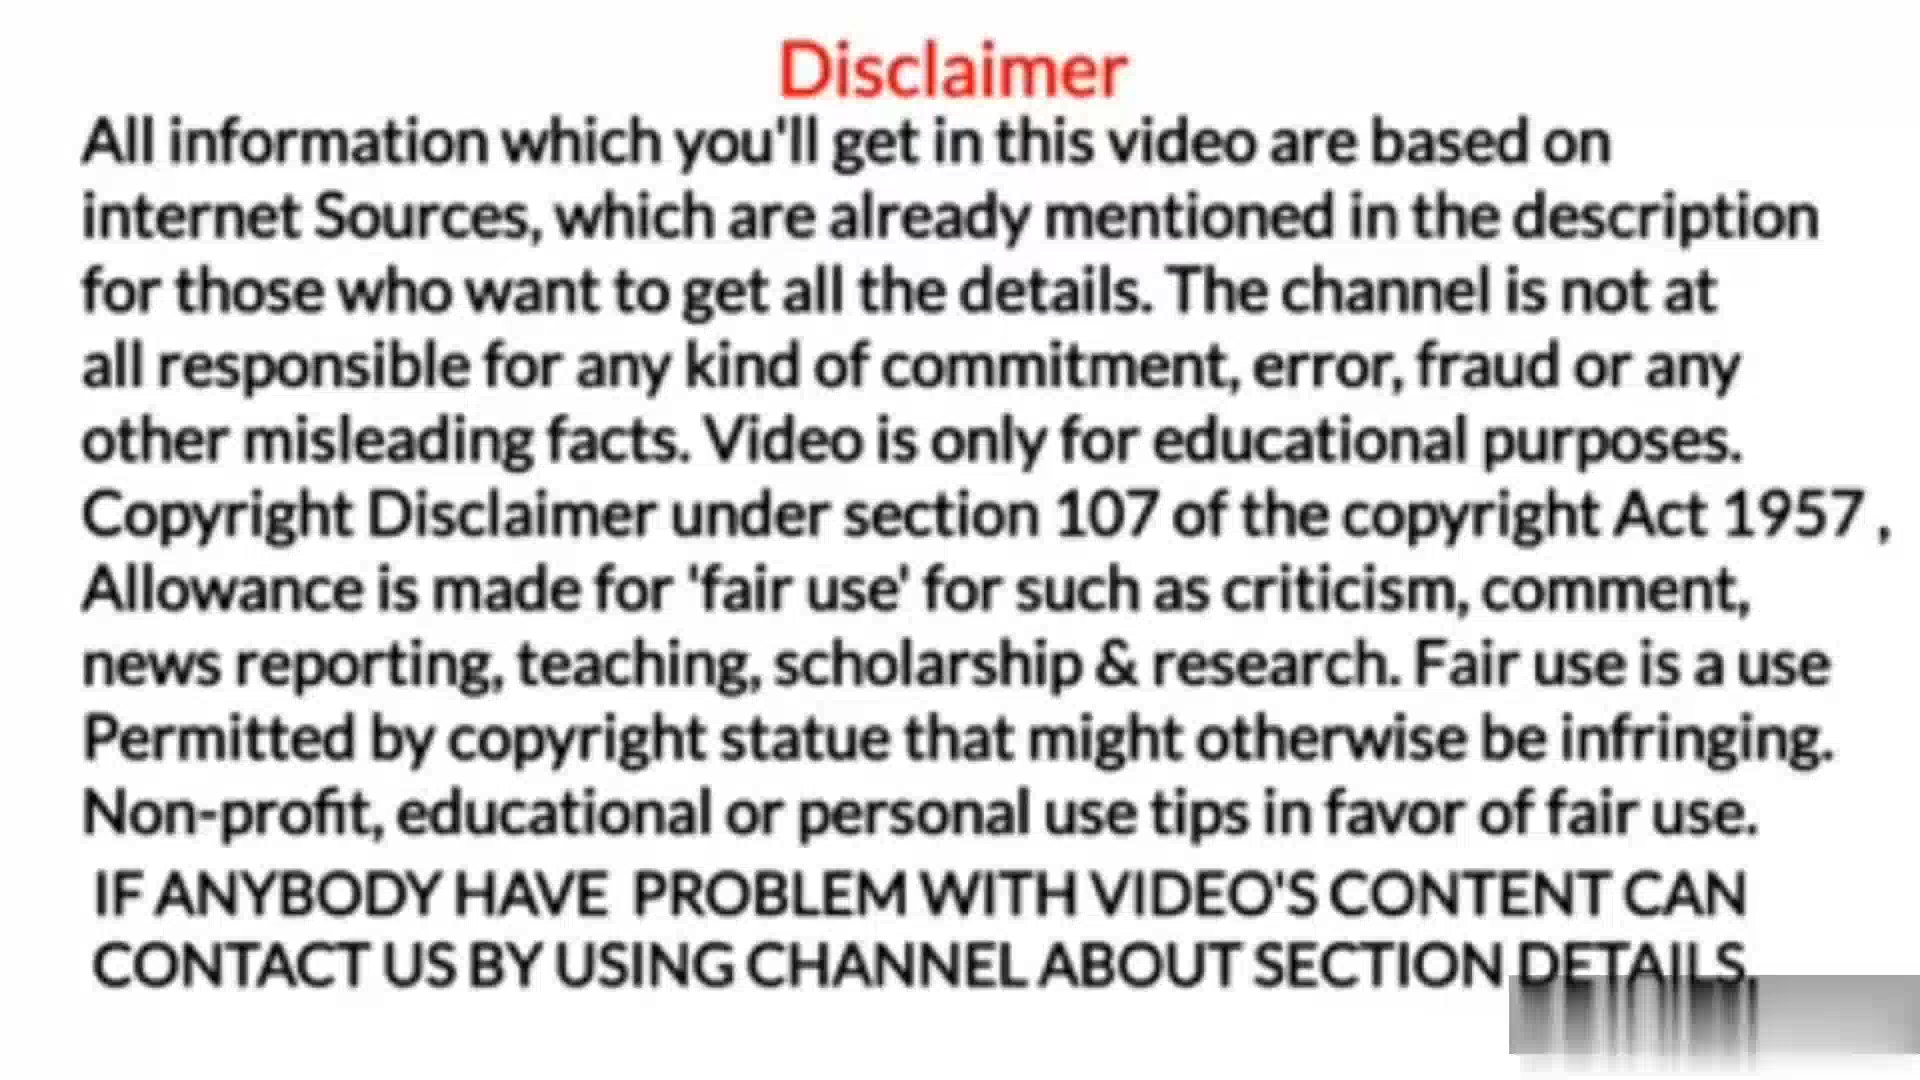 Disclaimer
All information which you'll get in this video are based on
internet Sources, which are already mentioned in the description
for those who want to get all the details. The channel is not at
all responsible for any kind of commitment, error, fraud or any
other misleading facts. Video is only for educational purposes.
Copyright Disclaimer under section 107 of the copyright Act 1957 ,
Allowance is made for 'fair use' for such as criticism, comment,
news reporting, teaching, scholarship & research. Fair use is a use
Permitted by copyright statue that might otherwise be infringing.
Non-profit, educational or personal use tips in favor of fair use.
IF ANYBODY HAVE PROBLEM WITH VIDEO'S CONTENT CAN
CONTACT US BY USING CHANNEL ABOUT SECTION DETAILS.